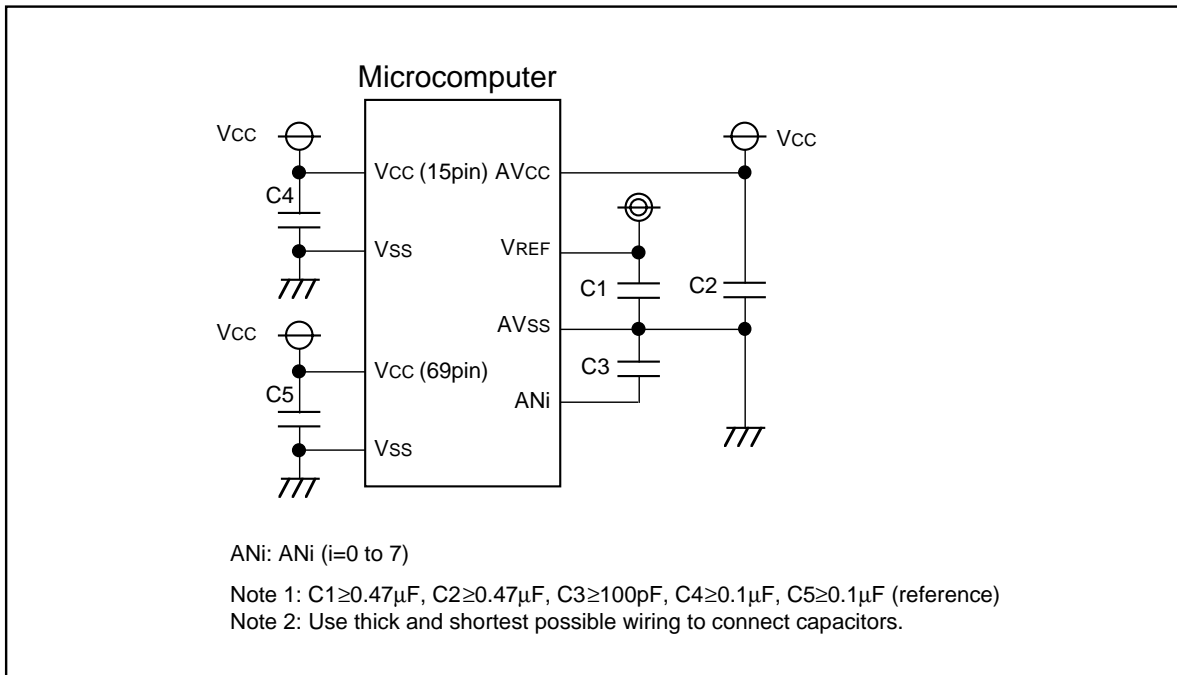 Microcomputer
VCC
VCC
VCC (15pin) AVCC
C4
VSS
VREF
C1
C2
VCC
AVSS
VCC (69pin)
C3
C5
ANi
VSS
ANi: ANi (i=0 to 7)
Note 1: C1≥0.47μF, C2≥0.47μF, C3≥100pF, C4≥0.1μF, C5≥0.1μF (reference)
Note 2: Use thick and shortest possible wiring to connect capacitors.